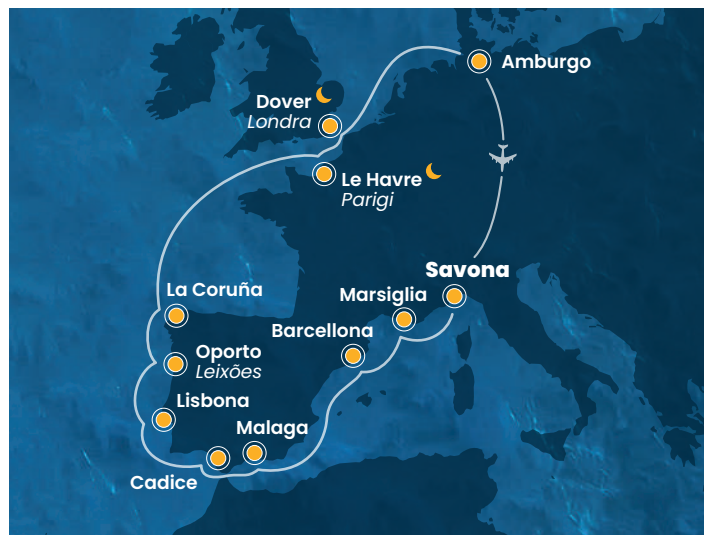 Amburgo
Dover
Londra
Le Havre
Parigi
Savona
La Coruña
Marsiglia
Barcellona
Oporto
Leixões
Lisbona
Malaga
Cadice